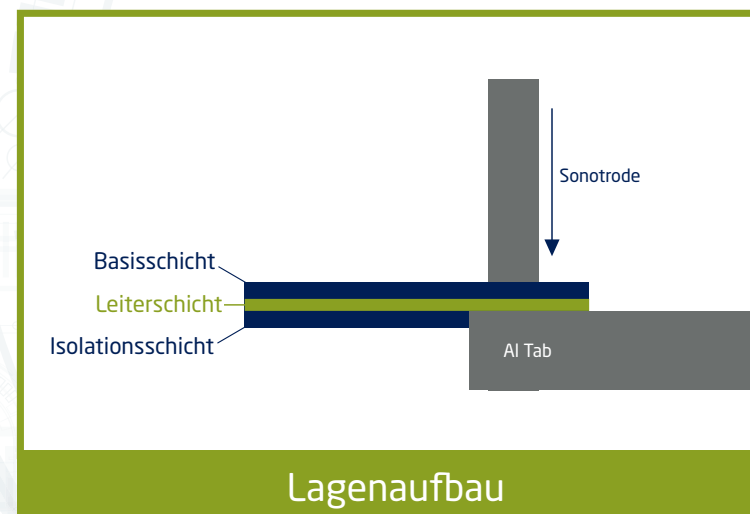 Sonotrode
Basisschicht
Leiterschicht
Isolationsschicht
Al Tab
Lagenaufbau